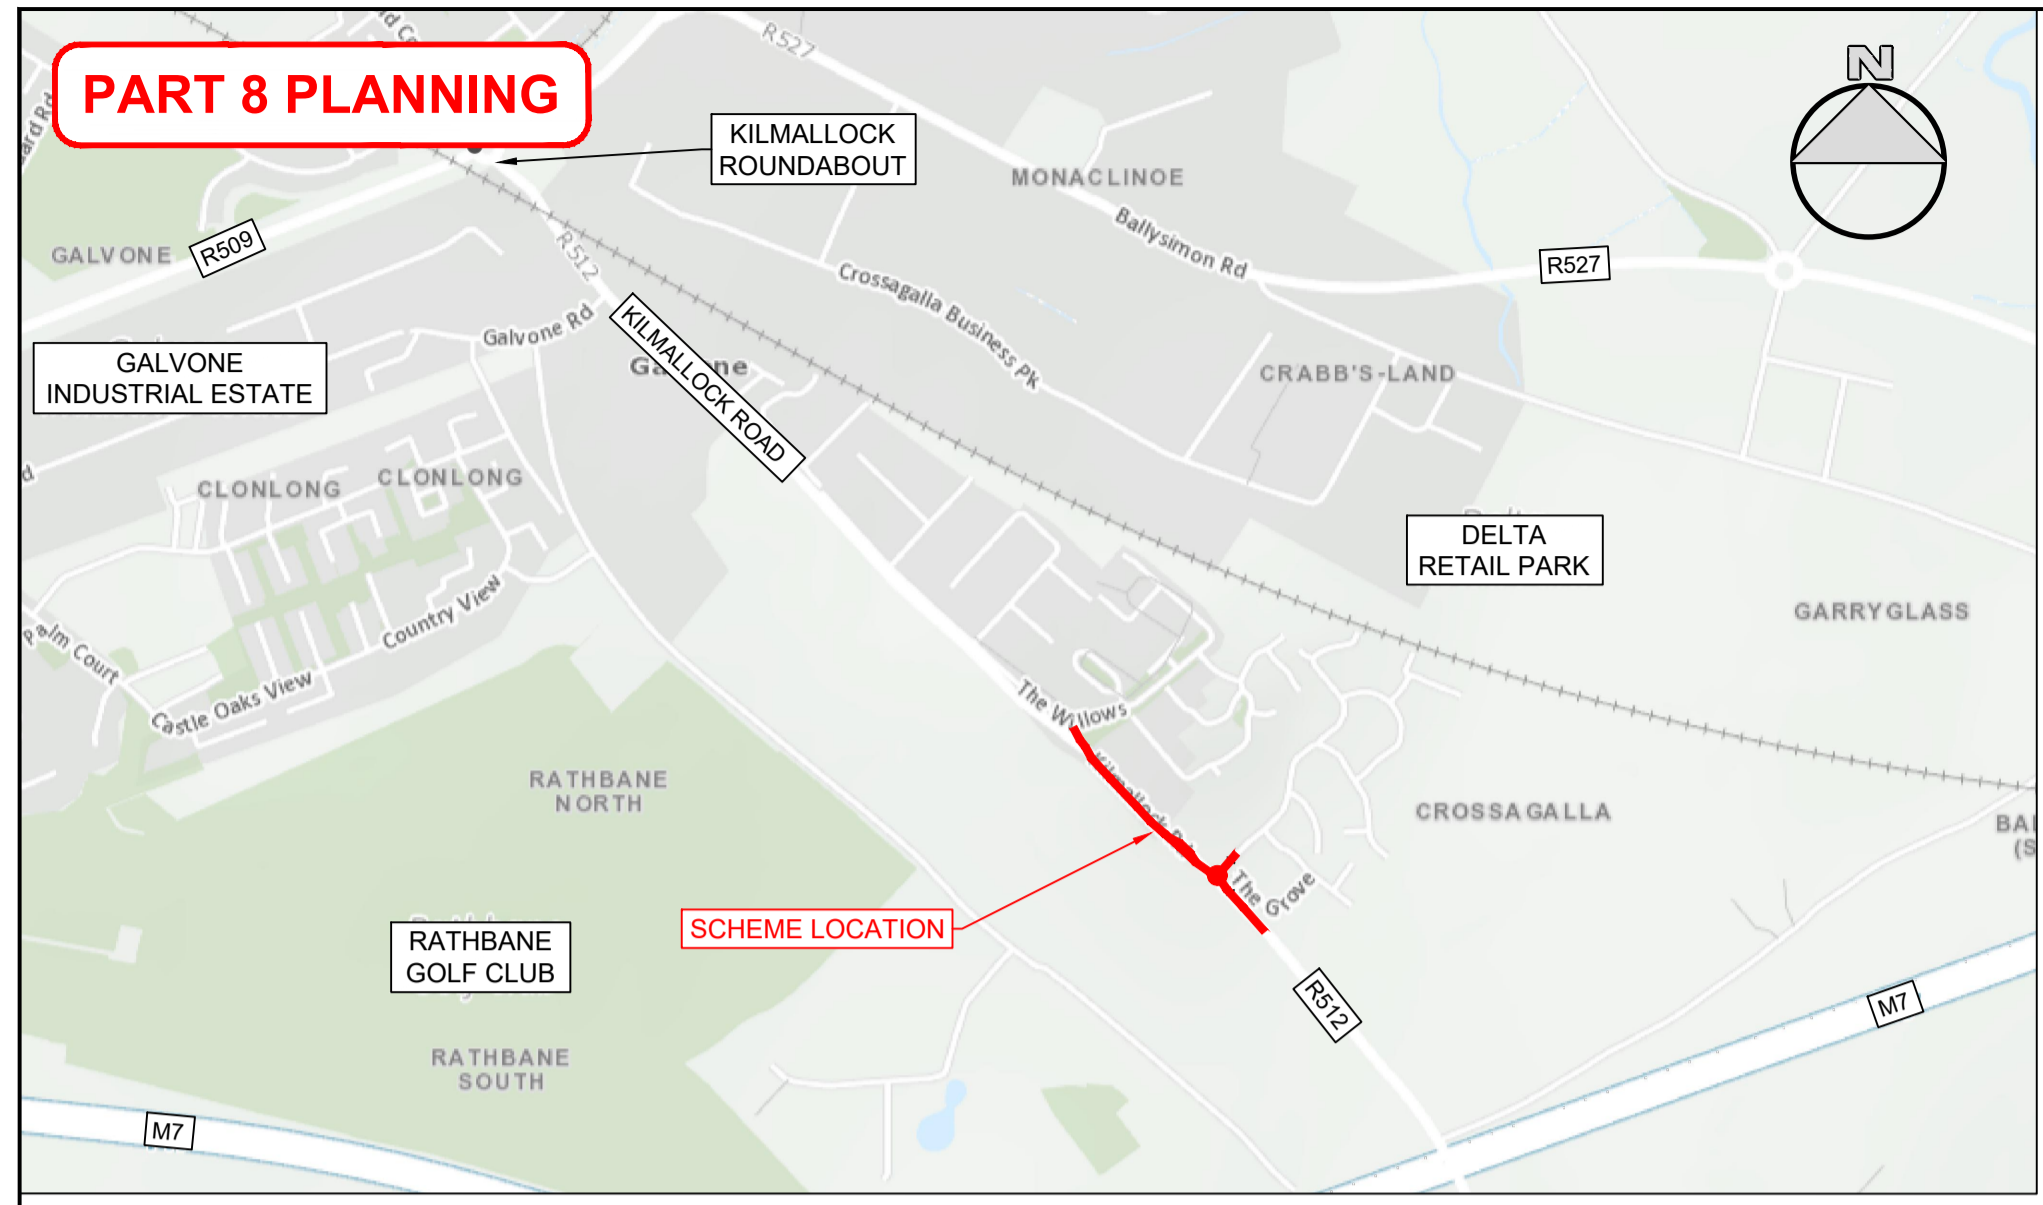 PART 8 PLANNING
N
R527
KILMALLOCK
ROUNDABOUT
MONACLINOE
GALVONE
R509
R512
Ballysimon Rd
R527
Crossagalla Business Pk
Galvone Rd
KILMALLOCK ROAD
GALVONE
INDUSTRIAL ESTATE
CRABB'S-LAND
CLONLONG
CLONLONG
DELTA
RETAIL PARK
GARRYGLASS
Country View
Palm Court
Castle Oaks View
The Willows
RATHBANE
NORTH
CROSSAGALLA
Kilmallock Rd
The Grove
SCHEME LOCATION
RATHBANE
GOLF CLUB
R512
M7
RATHBANE
SOUTH
M7